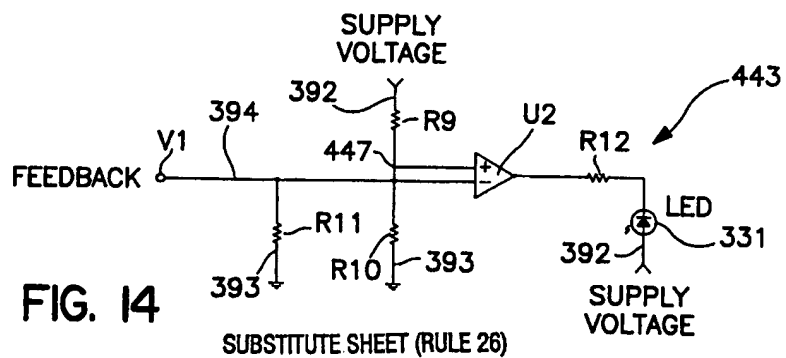 SUPPLY
VOLTAGE
392
R9
443
U2
394
V1
447
R12
FEEDBACK
+
−
LED
R11
331
392
393
R10
393
SUPPLY
VOLTAGE
FIG. 14
SUBSTITUTE SHEET (RULE 26)